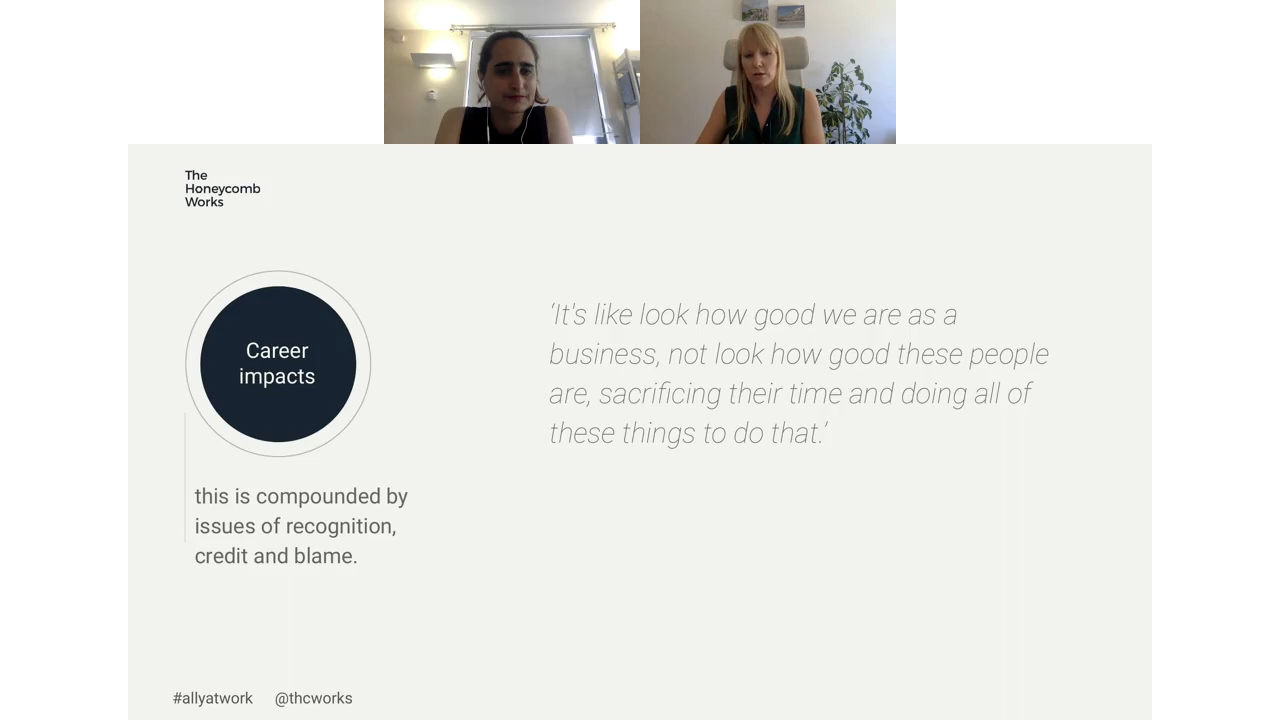 The
Honeycomb
Works
Career
impacts
this is compounded by
issues of recognition,
credit and blame.
‘It's like look how good we are as a
business, not look how good these people
are, sacrificing their time and doing all of
these things to do that.’
#allyatwork @thcworks